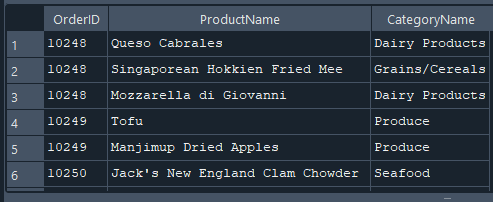 OrderID ProductName CategoryName
1 10248 Queso Cabrales Dairy Products
2 10248 Singaporean Hokkien Fried Mee Grains/Cereals
3 10248 Mozzarella di Giovanni Dairy Products
4 10249 Tofu Produce
5 10249 Manjimup Dried Apples Produce
6 10250 Jack's New England Clam Chowder Seafood